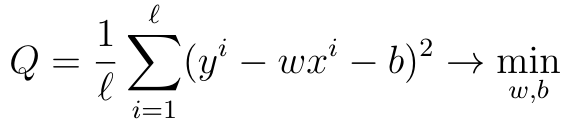 Q = \frac{1}{\ell} \sum_{i=1}^{\ell} (y^i - wx^i - b)^2 \to \min_{w,b}